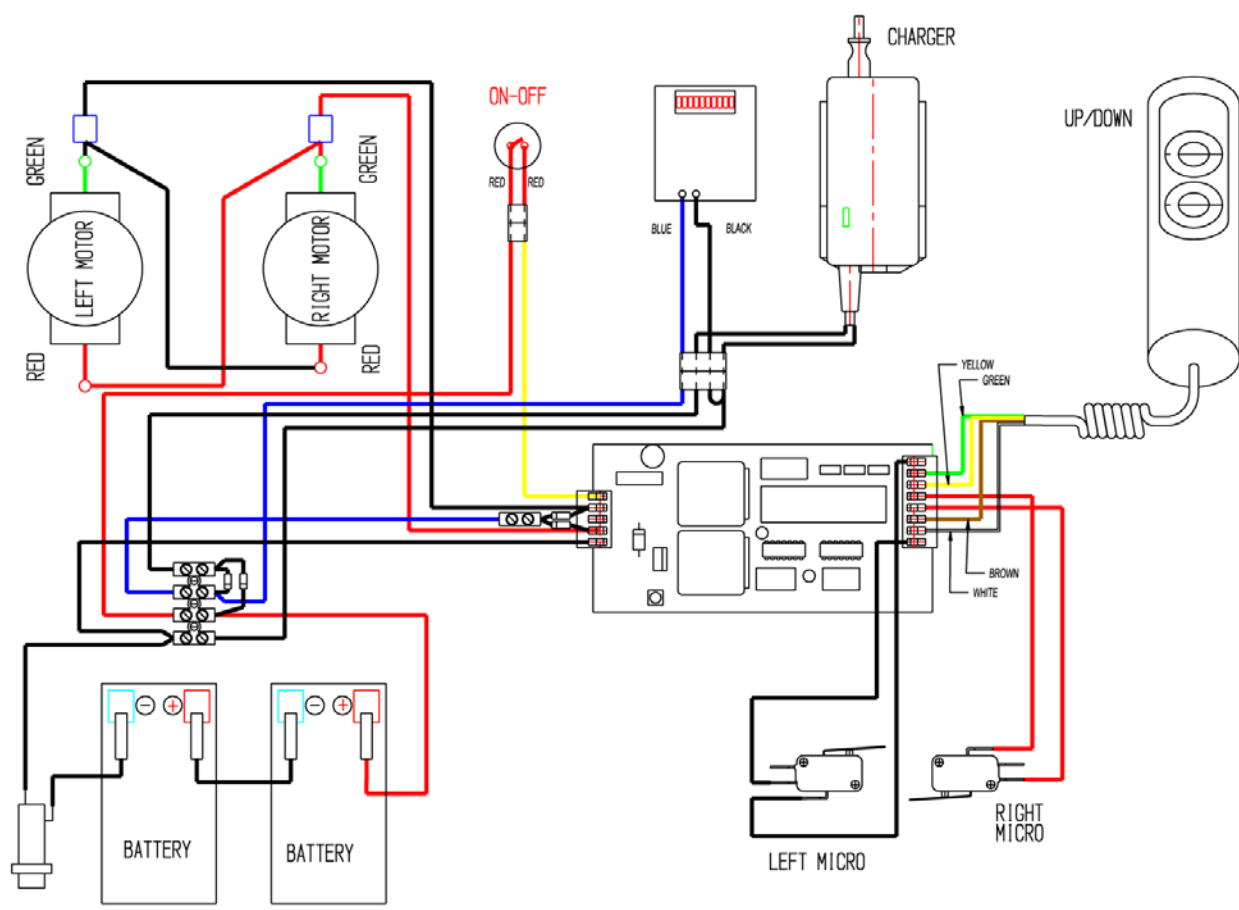 CHARGER
UP/DOWN
ON-OFF
GREEN
GREEN
RED
RED
BLUE
BLACK
LEFT MOTOR
RIGHT MOTOR
RED
RED
YELLOW
GREEN
BROWN
WHITE
- +
- +
BATTERY
BATTERY
LEFT MICRO
RIGHT
MICRO